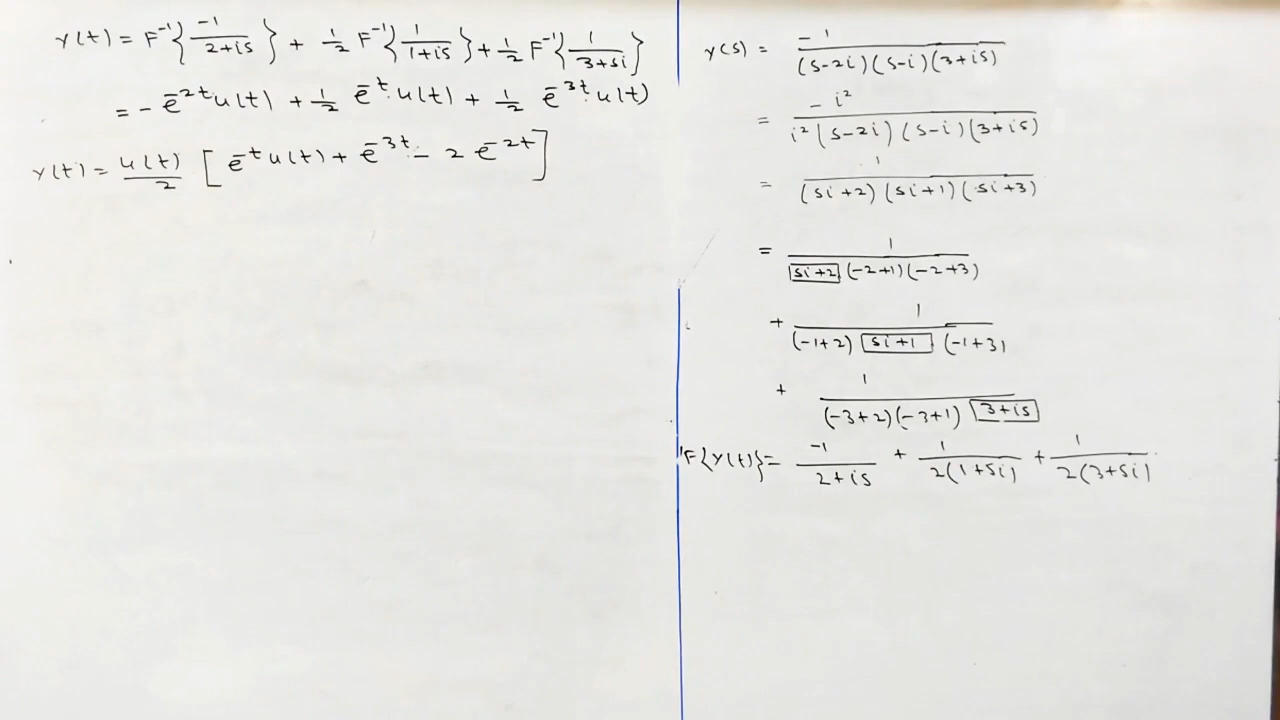 y(t) = F⁻¹{-1/(2+is)} + 1/2 F⁻¹{1/(1+is)} + 1/2 F⁻¹{1/(3+si)}
= - e^-2t u(t) + 1/2 e^-t u(t) + 1/2 e^-3t u(t)
y(t) = u(t)/2 [e^-t u(t) + e^-3t - 2 e^-2t]
y(s) = -1/((s-2i)(s-i)(3+is))
= -i²/(i²(s-2i)(s-i)(3+is))
= 1/((si+2)(si+1)(si+3))
= 1/(si+2 (-2+1)(-2+3))
+ 1/((-1+2) si+1 (-1+3))
+ 1/((-3+2)(-3+1) 3+is)
F{y(t)} = -1/(2+is) + 1/(2(1+si)) + 1/(2(3+si))